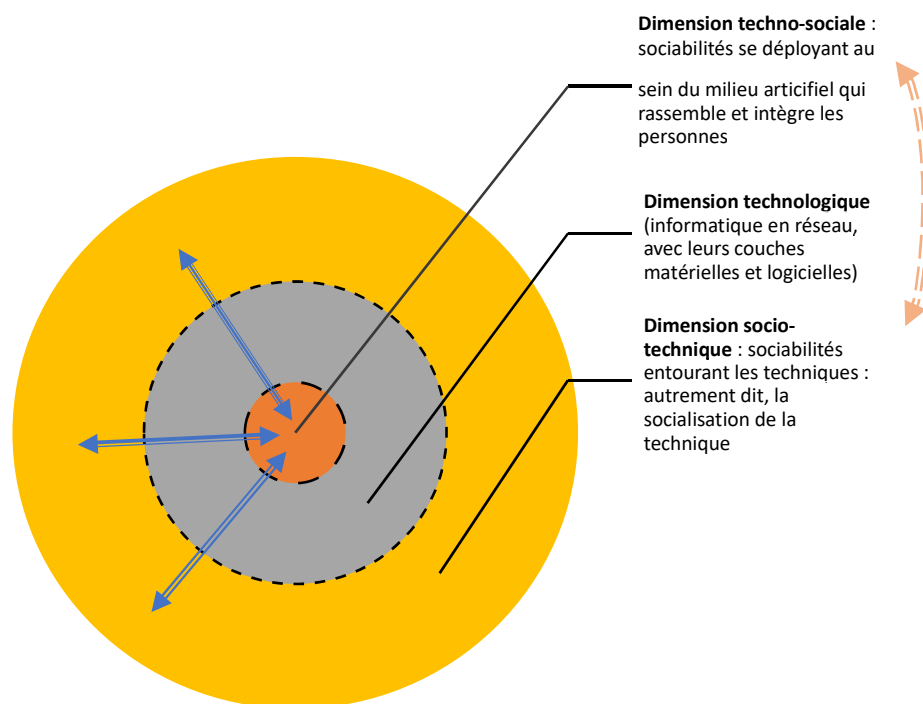 Dimension techno-sociale :
sociabilités se déployant au
sein du milieu articifiel qui
rassemble et intègre les
personnes
Dimension technologique
(informatique en réseau,
avec leurs couches
matérielles et logicielles)
Dimension socio-
technique : sociabilités
entourant les techniques :
autrement dit, la
socialisation de la
technique